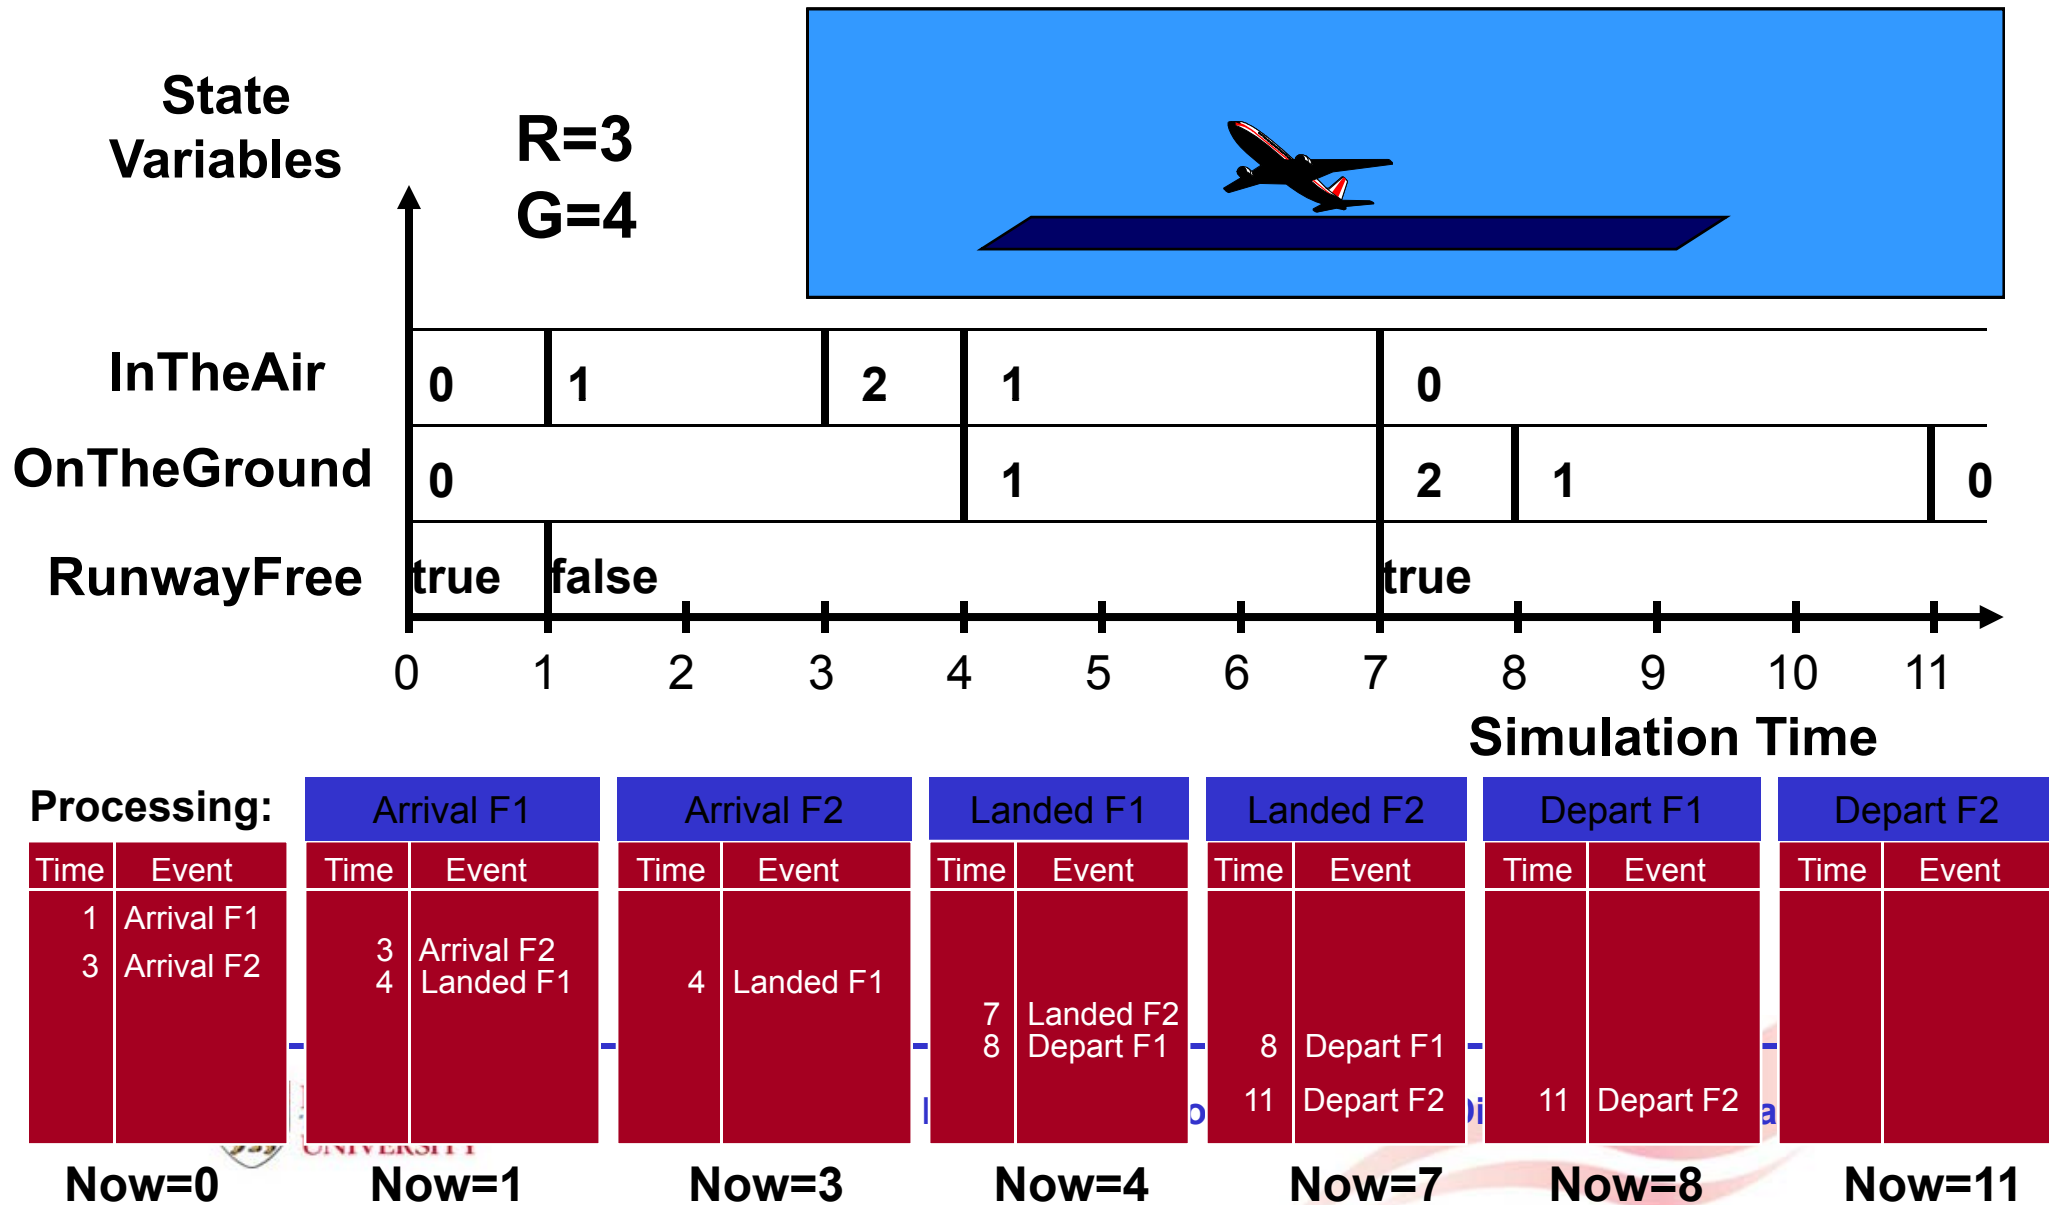 State
Variables
R=3
G=4
InTheAir 0 1 2 1 0
OnTheGround 0 1 2 1 0
RunwayFree true false true
0 1 2 3 4 5 6 7 8 9 10 11
Simulation Time
Processing: Arrival F1 Arrival F2 Landed F1 Landed F2 Depart F1 Depart F2
Time Event Time Event Time Event Time Event Time Event Time Event Time Event
1 Arrival F1
3 Arrival F2
3 Arrival F2
4 Landed F1
4 Landed F1
7 Landed F2
8 Depart F1
8 Depart F1
11 Depart F2
11 Depart F2
UNIVERSITY
Now=0 Now=1 Now=3 Now=4 Now=7 Now=8 Now=11